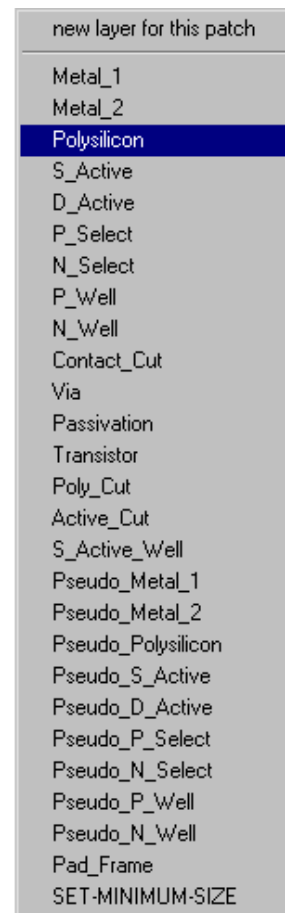 new layer for this patch
Metal_1
Metal_2
Polysilicon
S_Active
D_Active
P_Select
N_Select
P_Well
N_Well
Contact_Cut
Via
Passivation
Transistor
Poly_Cut
Active_Cut
S_Active_Well
Pseudo_Metal_1
Pseudo_Metal_2
Pseudo_Polysilicon
Pseudo_S_Active
Pseudo_D_Active
Pseudo_P_Select
Pseudo_N_Select
Pseudo_P_Well
Pseudo_N_Well
Pad_Frame
SET-MINIMUM-SIZE